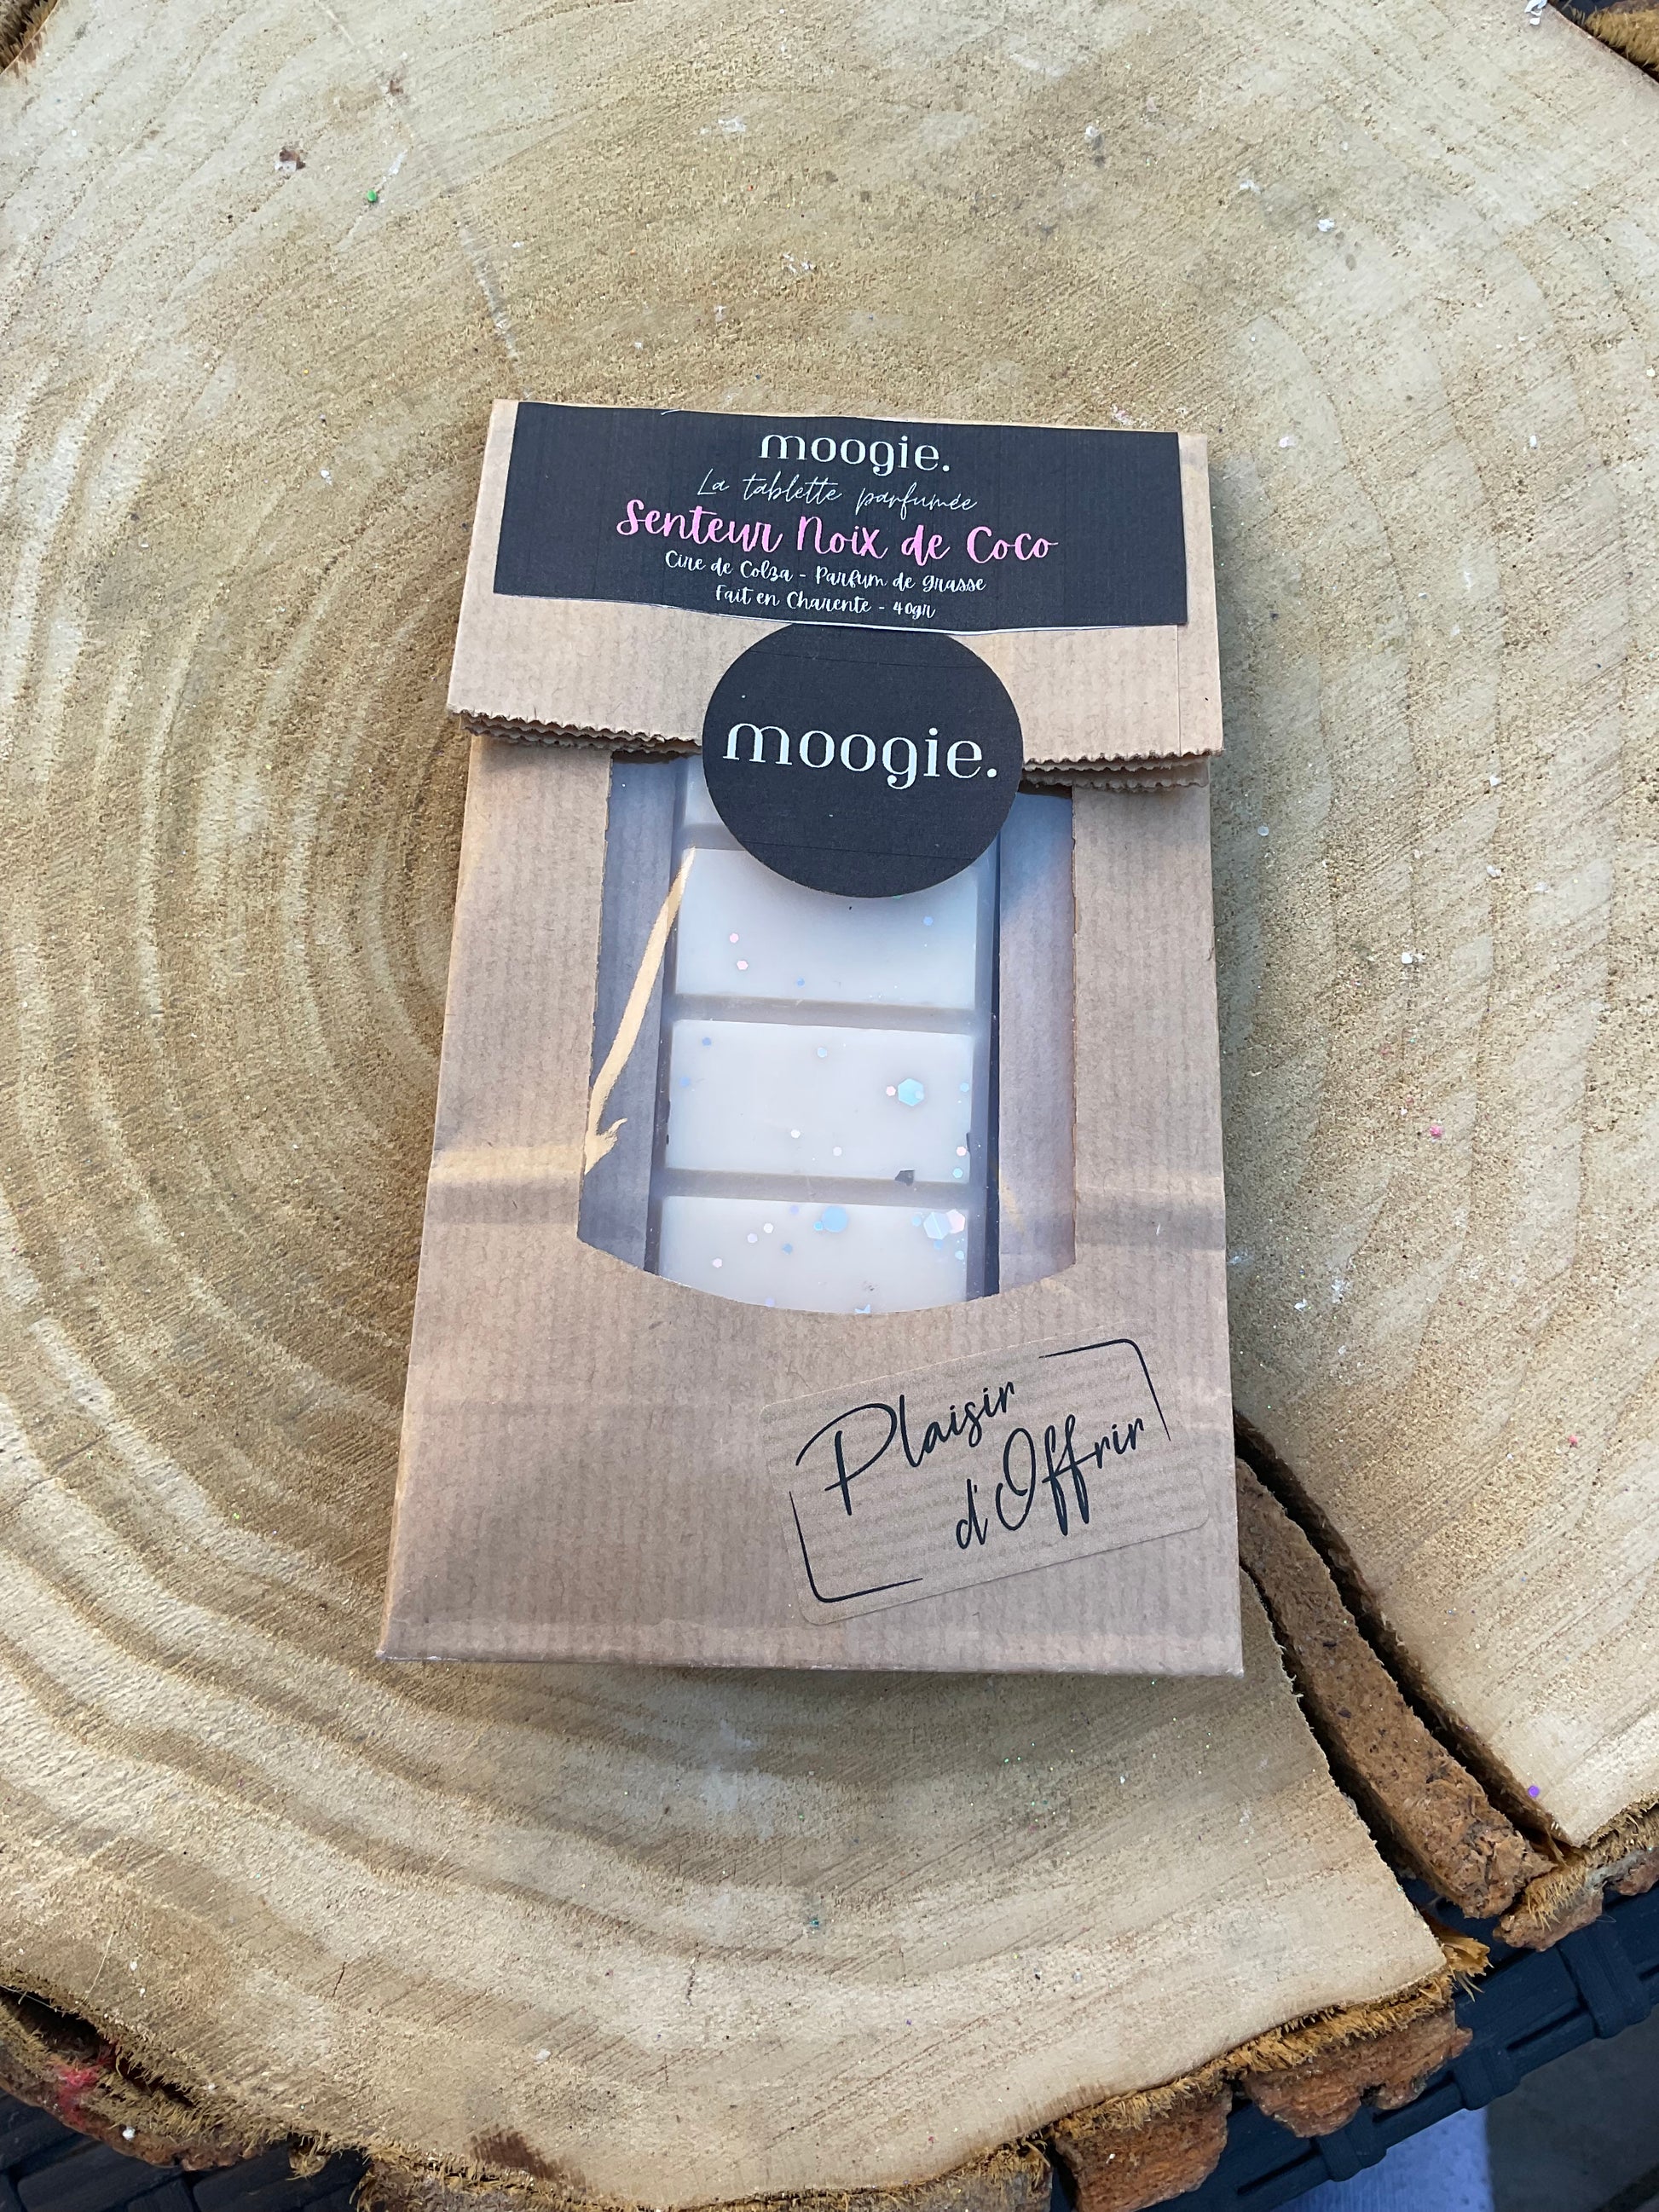 moogie.
La tablette parfumée
Senteur Noix de Coco
Cire de Colza - Parfum de grasse
Fait en Charente - 40gr
moogie.
Plaisir
d'Offrir